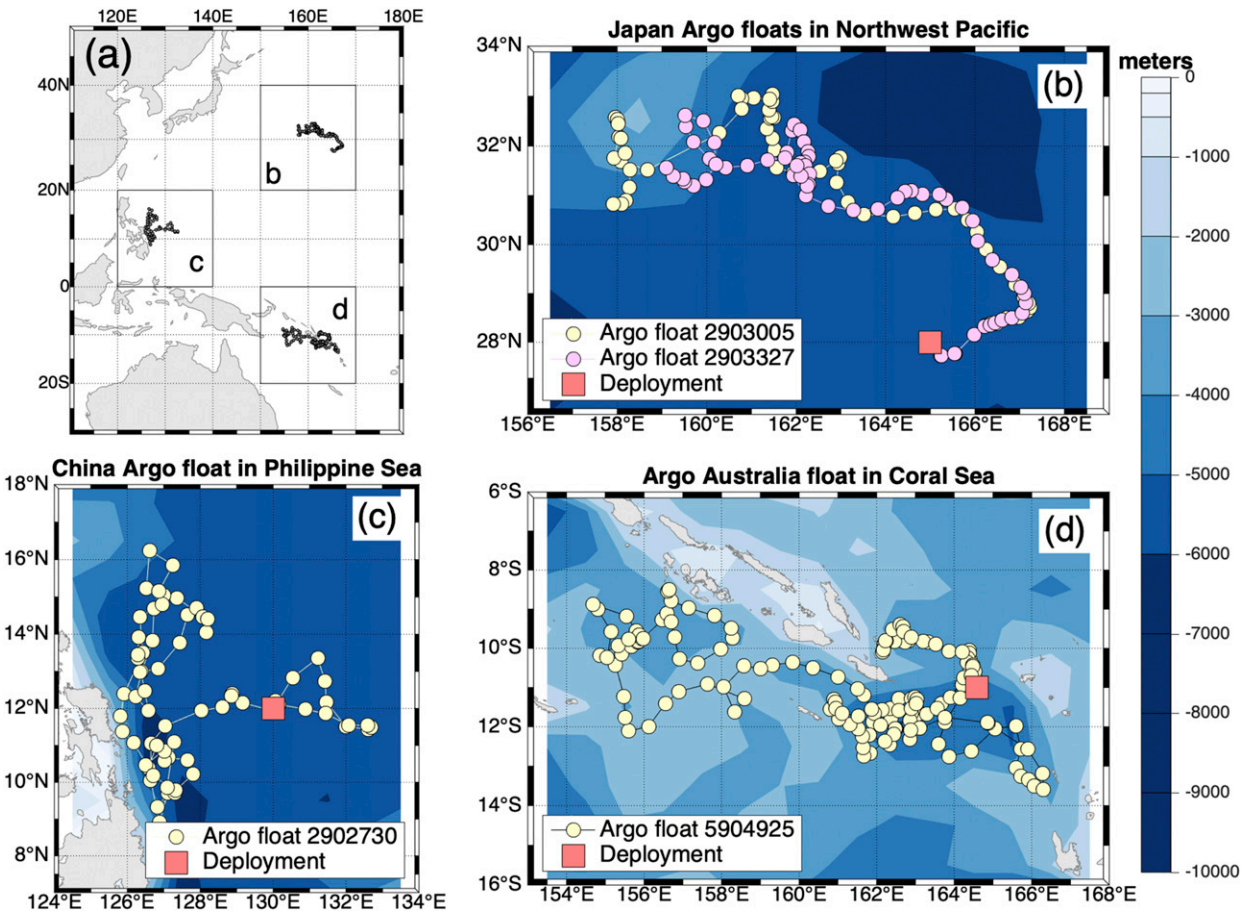 120E 140E 160E 180E
(a)
40N
20N
0
20S
b
c
d
Japan Argo floats in Northwest Pacific
34°N
32°N
30°N
28°N
(b)
Argo float 2903005
Argo float 2903327
Deployment
156°E 158°E 160°E 162°E 164°E 166°E 168°E
meters
0
-1000
-2000
-3000
-4000
-5000
-6000
-7000
-8000
-9000
-10000
China Argo float in Philippine Sea
18°N
16°N
14°N
12°N
10°N
8°N
(c)
Argo float 2902730
Deployment
124°E 126°E 128°E 130°E 132°E 134°E
Argo Australia float in Coral Sea
6°S
8°S
10°S
12°S
14°S
16°S
(d)
Argo float 5904925
Deployment
154°E 156°E 158°E 160°E 162°E 164°E 166°E 168°E